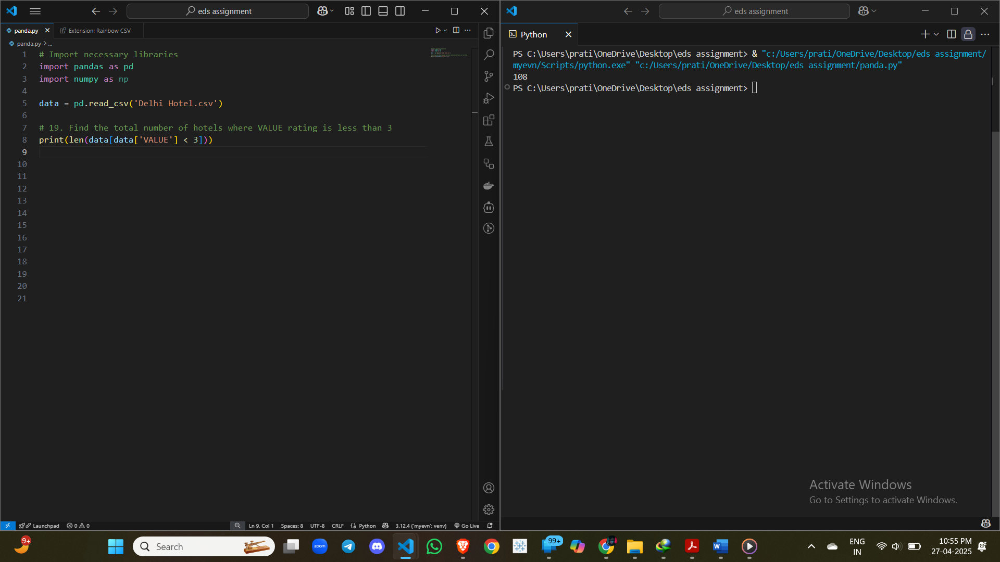 eds assignment
eds assignment
panda.py
Extension: Rainbow CSV
Python
panda.py > ...
1 # Import necessary libraries
2 import pandas as pd
3 import numpy as np
4
5 data = pd.read_csv('Delhi Hotel.csv')
6
7 # 19. Find the total number of hotels where VALUE rating is less than 3
8 print(len(data[data['VALUE'] < 3]))
9
10
11
12
13
14
15
16
17
18
19
20
21
PS C:\Users\prati\OneDrive\Desktop\eds assignment> & "c:/Users/prati/OneDrive/Desktop/eds assignment/
myevn/Scripts/python.exe" "c:/Users/prati/OneDrive/Desktop/eds assignment/panda.py"
108
PS C:\Users\prati\OneDrive\Desktop\eds assignment>
Activate Windows
Go to Settings to activate Windows.
Launchpad 0 0 Ln 9, Col 1 Spaces: 8 UTF-8 CRLF Python 3.12.4 ('myevn': venv) Go Live
9+
Search
zoom
99+
ENG
IN
10:55 PM
27-04-2025